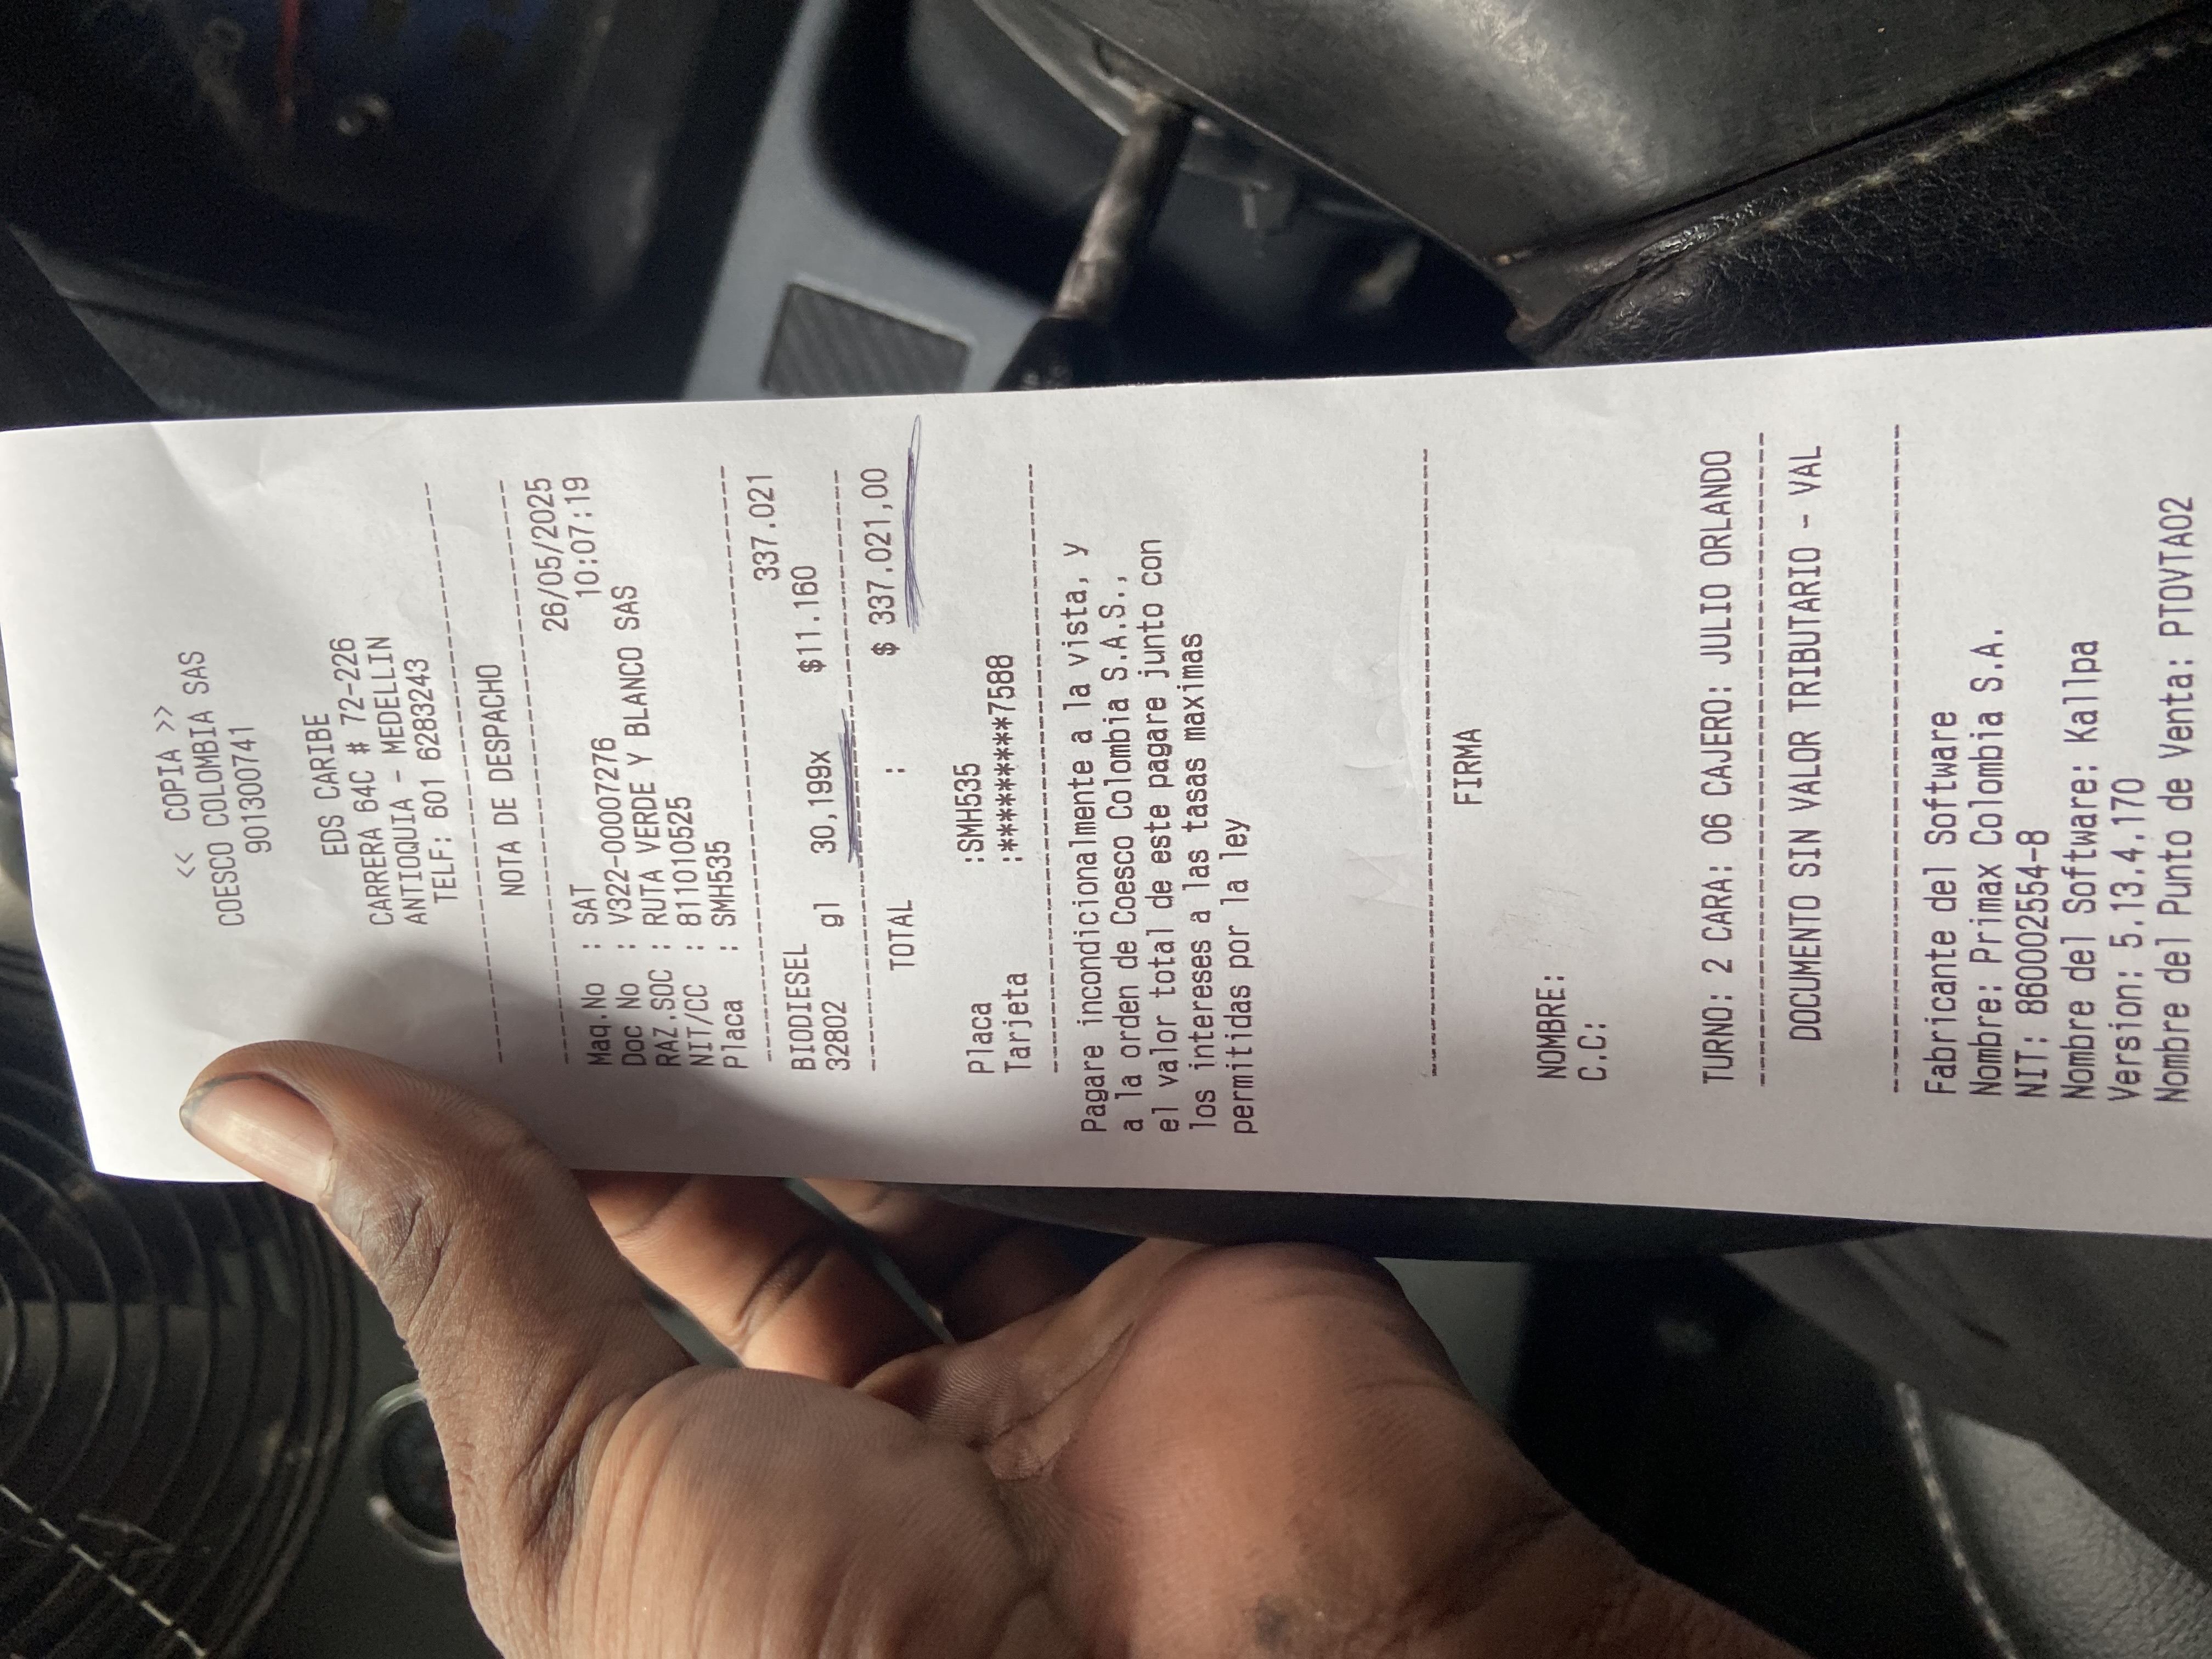 << COPIA >>
COESCO COLOMBIA SAS
901300741
EDS CARIBE
CARRERA 64C # 72-226
ANTIOQUIA - MEDELLIN
TELF: 601 6283243
NOTA DE DESPACHO
26/05/2025
Maq.No : SAT 10:07:19
Doc No : V322-00007276
RAZ.SOC : RUTA VERDE Y BLANCO SAS
NIT/CC : 811010525
Placa : SMH535
BIODIESEL 337.021
32802 gl 30,199x $11.160
TOTAL : $ 337.021,00
Placa :SMH535
Tarjeta :************7588
Pagare incondicionalmente a la vista, y
a la orden de Coesco Colombia S.A.S.,
el valor total de este pagare junto con
los intereses a las tasas maximas
permitidas por la ley
FIRMA
NOMBRE:
C.C:
TURNO: 2 CARA: 06 CAJERO: JULIO ORLANDO
DOCUMENTO SIN VALOR TRIBUTARIO - VAL
Fabricante del Software
Nombre: Primax Colombia S.A.
NIT: 860002554-8
Nombre del Software: Kallpa
Version: 5.13.4.170
Nombre del Punto de Venta: PTOVTA02